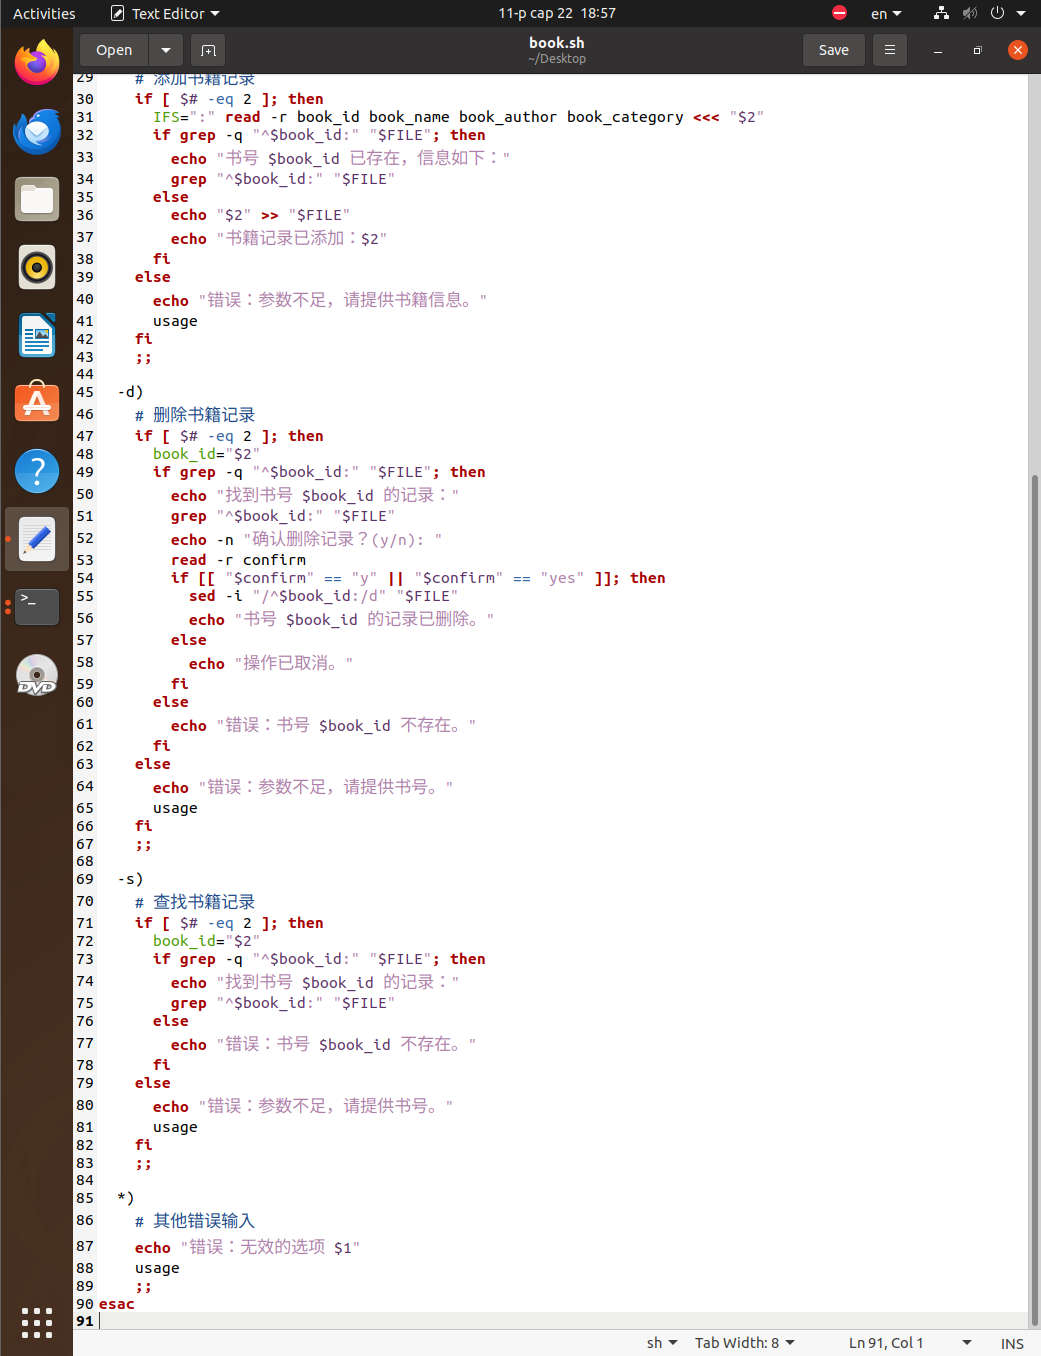 Activities Text Editor 11-р сар 22 18:57 en
Open book.sh Save
~/Desktop
29 # 添加书籍记录
30 if [ $# -eq 2 ]; then
31 IFS=":" read -r book_id book_name book_author book_category <<< "$2"
32 if grep -q "^$book_id:" "$FILE"; then
33 echo "书号 $book_id 已存在，信息如下："
34 grep "^$book_id:" "$FILE"
35 else
36 echo "$2" >> "$FILE"
37 echo "书籍记录已添加：$2"
38 fi
39 else
40 echo "错误：参数不足，请提供书籍信息。"
41 usage
42 fi
43 ;;
44
45 -d)
46 # 删除书籍记录
47 if [ $# -eq 2 ]; then
48 book_id="$2"
49 if grep -q "^$book_id:" "$FILE"; then
50 echo "找到书号 $book_id 的记录："
51 grep "^$book_id:" "$FILE"
52 echo -n "确认删除记录？(y/n): "
53 read -r confirm
54 if [[ "$confirm" == "y" || "$confirm" == "yes" ]]; then
55 sed -i "/^$book_id:/d" "$FILE"
56 echo "书号 $book_id 的记录已删除。"
57 else
58 echo "操作已取消。"
59 fi
60 else
61 echo "错误：书号 $book_id 不存在。"
62 fi
63 else
64 echo "错误：参数不足，请提供书号。"
65 usage
66 fi
67 ;;
68
69 -s)
70 # 查找书籍记录
71 if [ $# -eq 2 ]; then
72 book_id="$2"
73 if grep -q "^$book_id:" "$FILE"; then
74 echo "找到书号 $book_id 的记录："
75 grep "^$book_id:" "$FILE"
76 else
77 echo "错误：书号 $book_id 不存在。"
78 fi
79 else
80 echo "错误：参数不足，请提供书号。"
81 usage
82 fi
83 ;;
84
85 *)
86 # 其他错误输入
87 echo "错误：无效的选项 $1"
88 usage
89 ;;
90 esac
91
sh Tab Width: 8 Ln 91, Col 1 INS
DVD